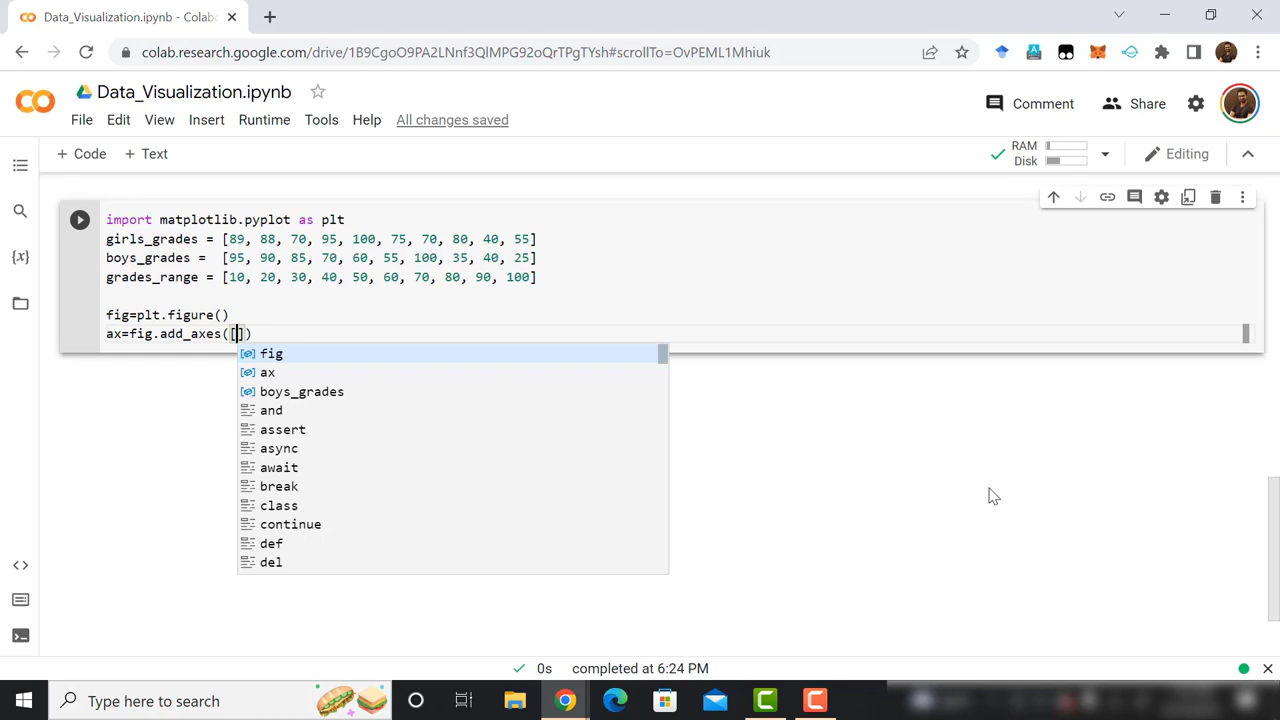 Data_Visualization.ipynb - Colab
colab.research.google.com/drive/1B9CgoO9PA2LNnf3QlMPG92oQrTPgTYsh#scrollTo=OvPEML1Mhiuk
Data_Visualization.ipynb
Comment
Share
File Edit View Insert Runtime Tools Help All changes saved
+ Code + Text
RAM
Disk
Editing
import matplotlib.pyplot as plt
girls_grades = [89, 88, 70, 95, 100, 75, 70, 80, 40, 55]
boys_grades =  [95, 90, 85, 70, 60, 55, 100, 35, 40, 25]
grades_range = [10, 20, 30, 40, 50, 60, 70, 80, 90, 100]
fig=plt.figure()
ax=fig.add_axes([])
fig
ax
boys_grades
and
assert
async
await
break
class
continue
def
del
0s completed at 6:24 PM
Type here to search